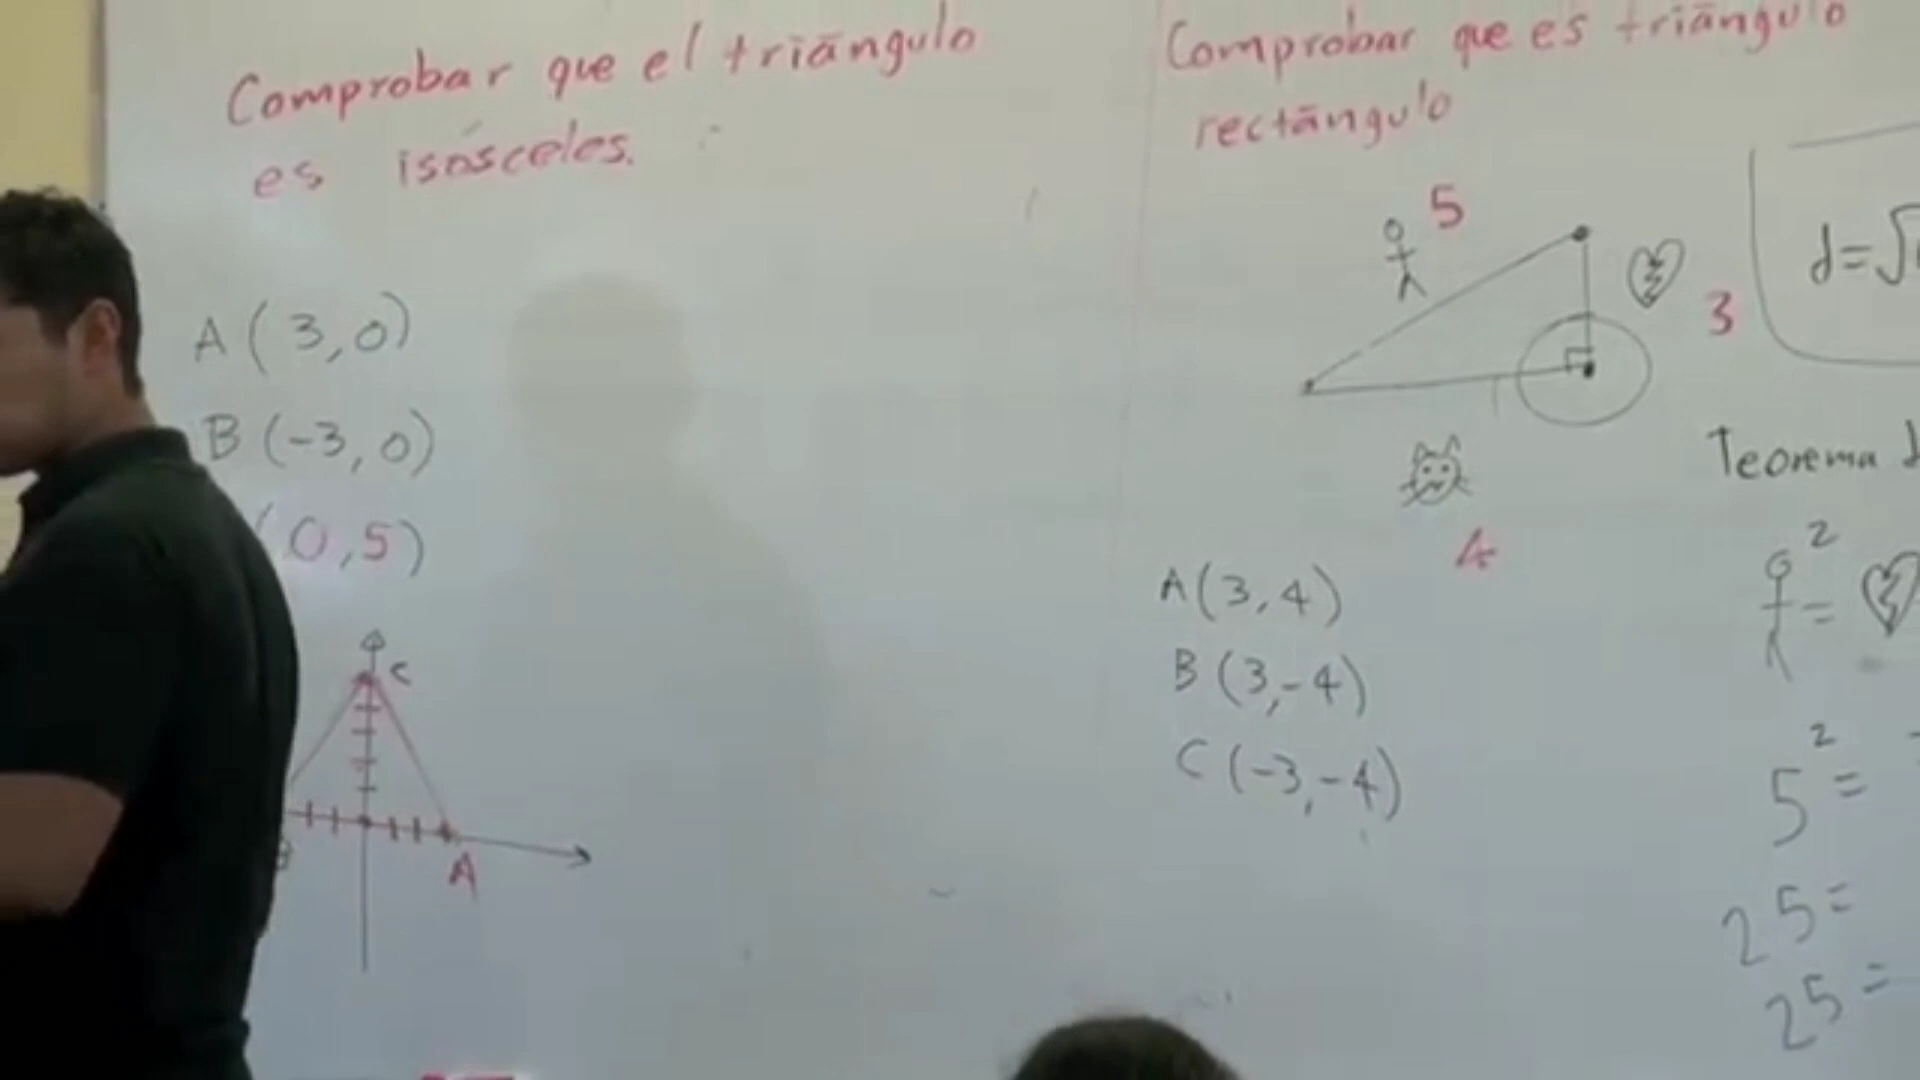 Comprobar que el triángulo
es isósceles.
A (3,0)
B (-3,0)
(0,5)
C
B
A
Comprobar que es triángulo
rectángulo
5
3
4
A (3,4)
B (3,-4)
C (-3,-4)
d=√
Teorema d
2
=
5² =
25 =
25 =